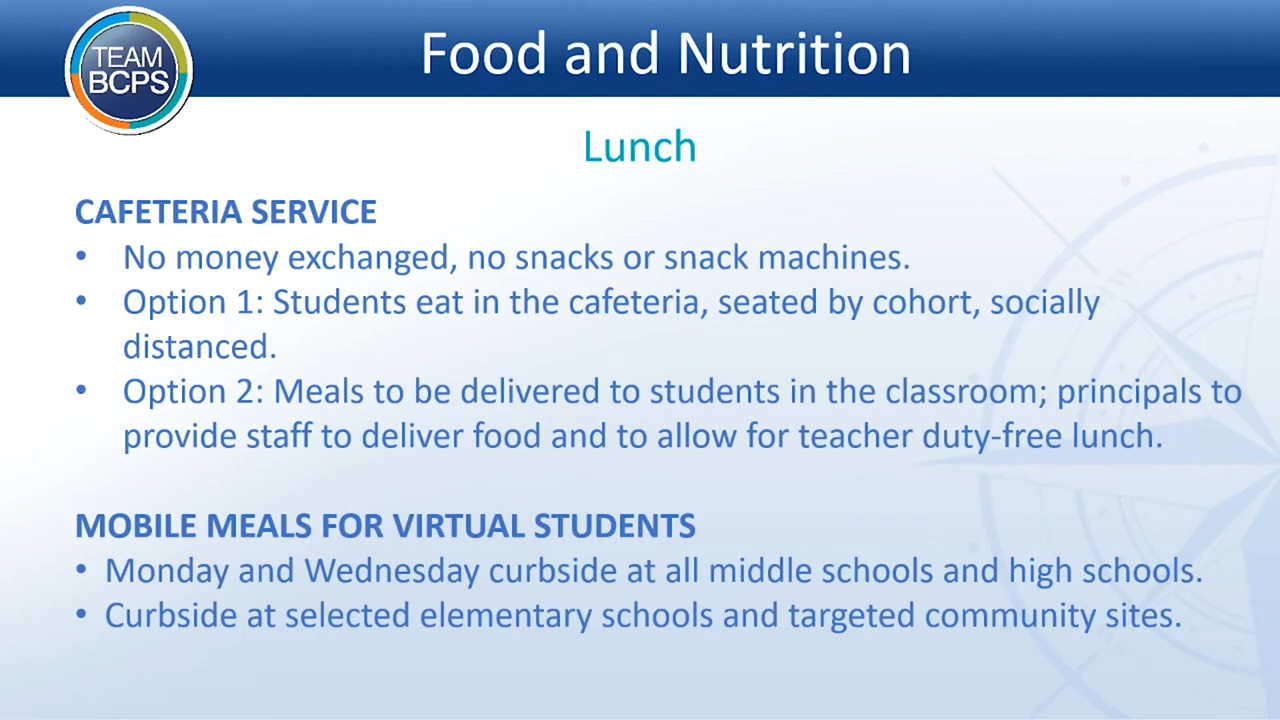 TEAM
BCPS
Food and Nutrition
Lunch
CAFETERIA SERVICE
• No money exchanged, no snacks or snack machines.
• Option 1: Students eat in the cafeteria, seated by cohort, socially
distanced.
• Option 2: Meals to be delivered to students in the classroom; principals to
provide staff to deliver food and to allow for teacher duty-free lunch.
MOBILE MEALS FOR VIRTUAL STUDENTS
• Monday and Wednesday curbside at all middle schools and high schools.
• Curbside at selected elementary schools and targeted community sites.